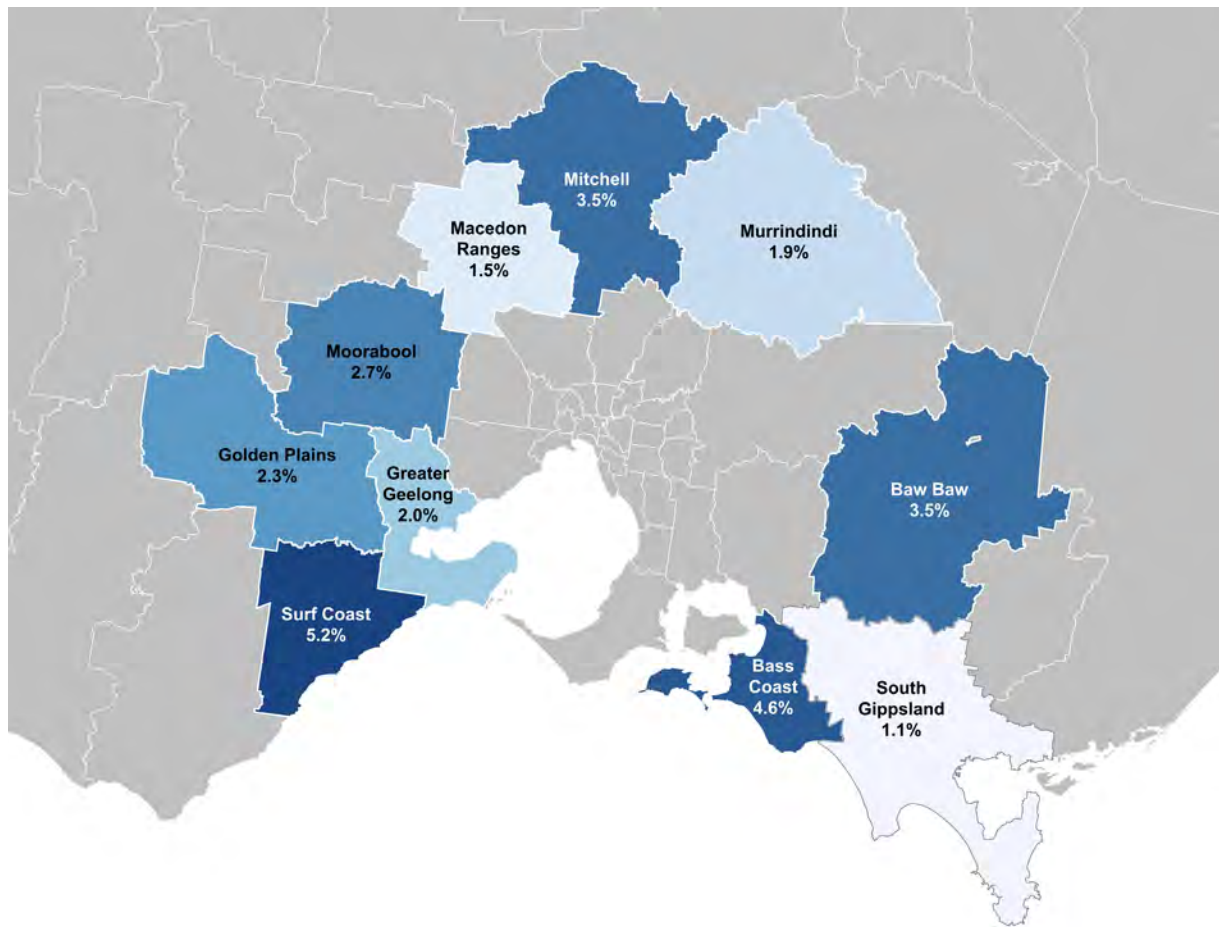 Mitchell
3.5%
Macedon
Ranges
1.5%
Murrindindi
1.9%
Moorabool
2.7%
Golden Plains
2.3%
Greater
Geelong
2.0%
Baw Baw
3.5%
Surf Coast
5.2%
Bass
Coast
4.6%
South
Gippsland
1.1%